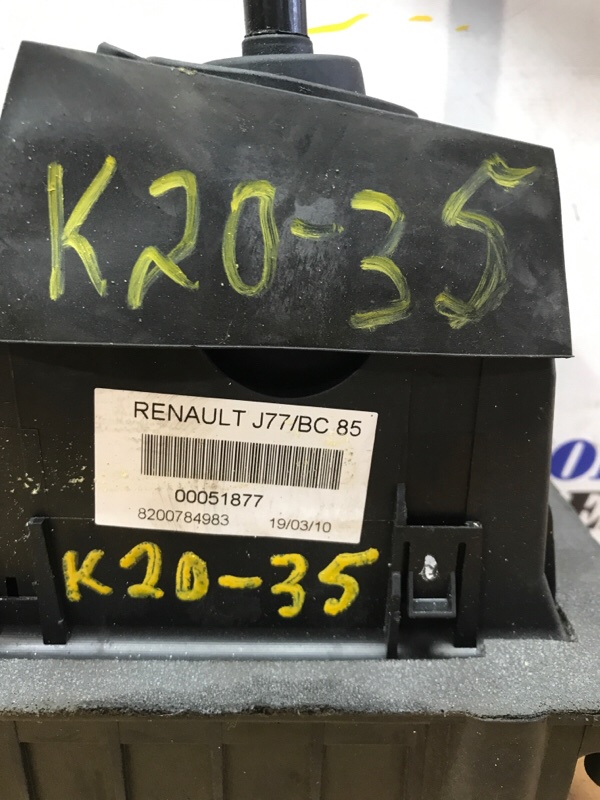 K20-35
RENAULT J77/BC 85
00051877
8200784983 19/03/10
K20-35